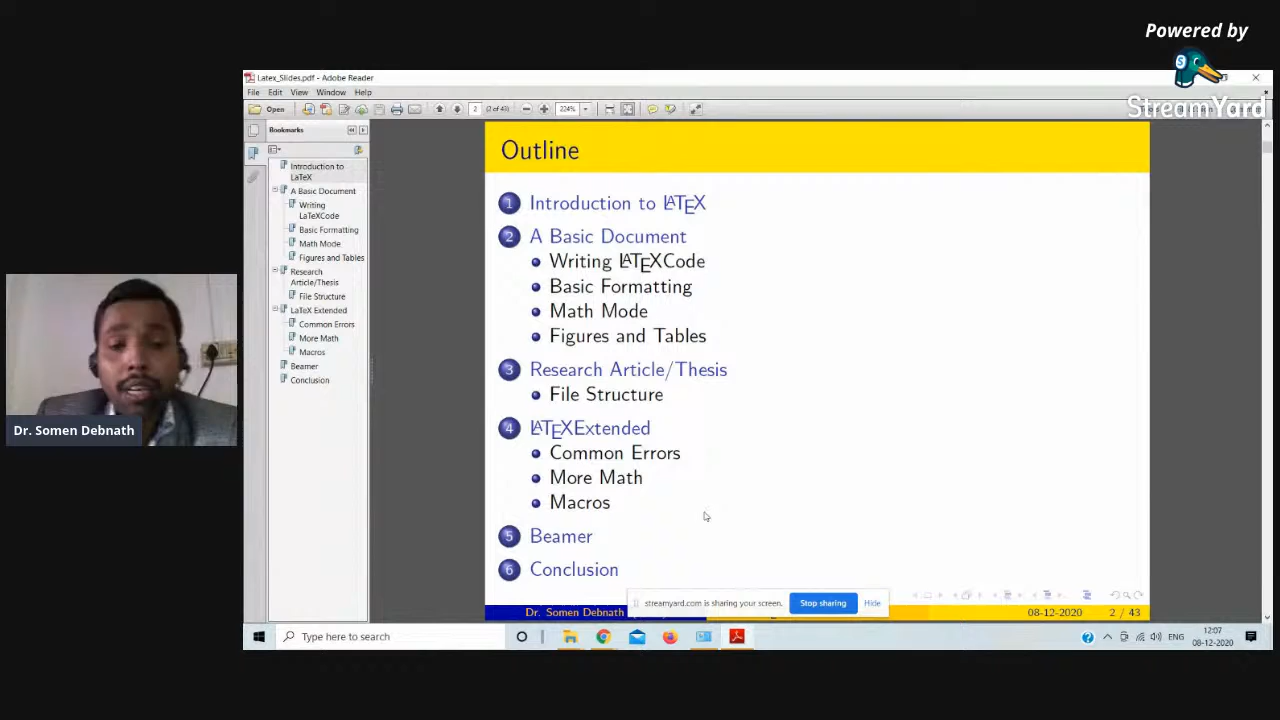 Powered by
StreamYard
Latex_Slides.pdf - Adobe Reader
File Edit View Window Help
Open
2 (2 of 43)
224%
Bookmarks
Introduction to
LaTeX
A Basic Document
Writing
LaTeXCode
Basic Formatting
Math Mode
Figures and Tables
Research
Article/Thesis
File Structure
LaTeX Extended
Common Errors
More Math
Macros
Beamer
Conclusion
Outline
1 Introduction to LATEX
2 A Basic Document
Writing LATEXCode
Basic Formatting
Math Mode
Figures and Tables
3 Research Article/Thesis
File Structure
4 LATEXExtended
Common Errors
More Math
Macros
5 Beamer
6 Conclusion
streamyard.com is sharing your screen. Stop sharing Hide
Dr. Somen Debnath
08-12-2020 2 / 43
Dr. Somen Debnath
Type here to search
ENG
12:07
08-12-2020